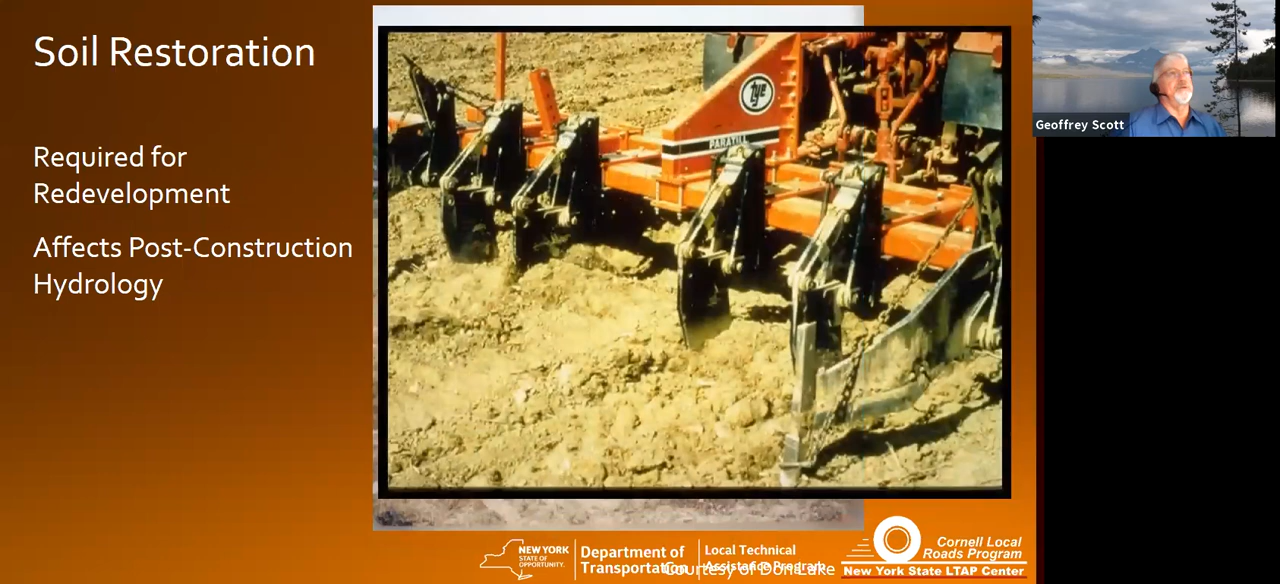 Soil Restoration
Required for
Redevelopment
Affects Post-Construction
Hydrology
tye
PARATILL
Geoffrey Scott
NEW YORK
STATE OF
OPPORTUNITY.
Department of
Transportation
Local Technical
Assistance Program
Courtesy of Don Lake
Cornell Local
Roads Program
New York State LTAP Center